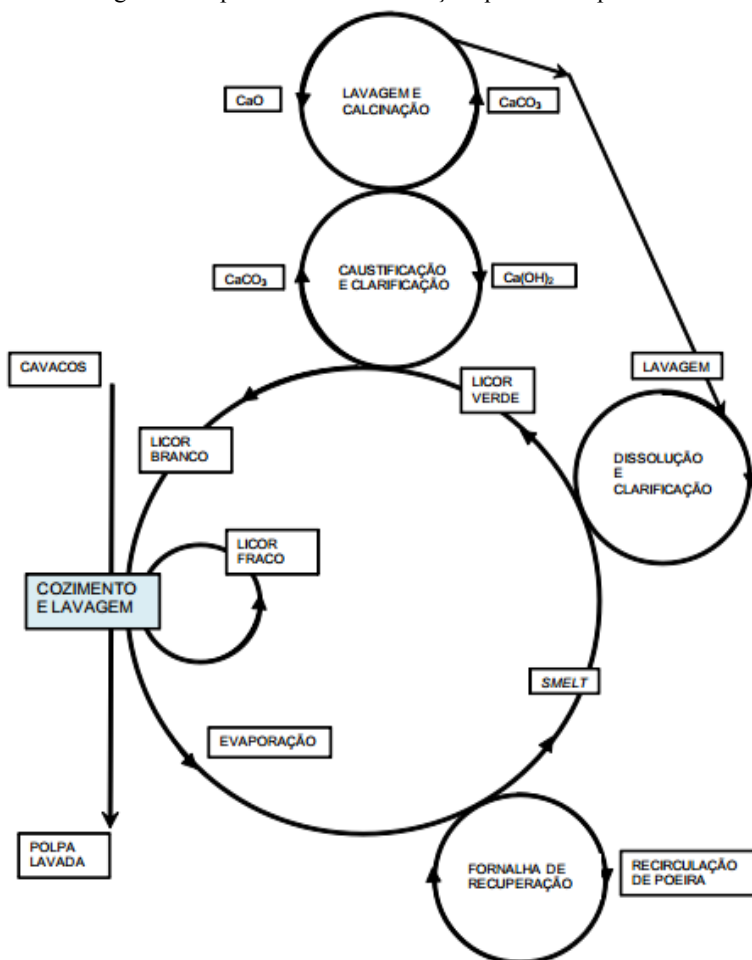 LAVAGEM E
CALCINAÇÃO
CaO
CaCO₃
CAUSTIFICAÇÃO
E CLARIFICAÇÃO
CaCO₃
Ca(OH)₂
CAVACOS
LAVAGEM
LICOR
VERDE
LICOR
BRANCO
DISSOLUÇÃO
E
CLARIFICAÇÃO
LICOR
FRACO
COZIMENTO
E LAVAGEM
SMELT
EVAPORAÇÃO
POLPA
LAVADA
FORNALHA DE
RECUPERAÇÃO
RECIRCULAÇÃO
DE POEIRA